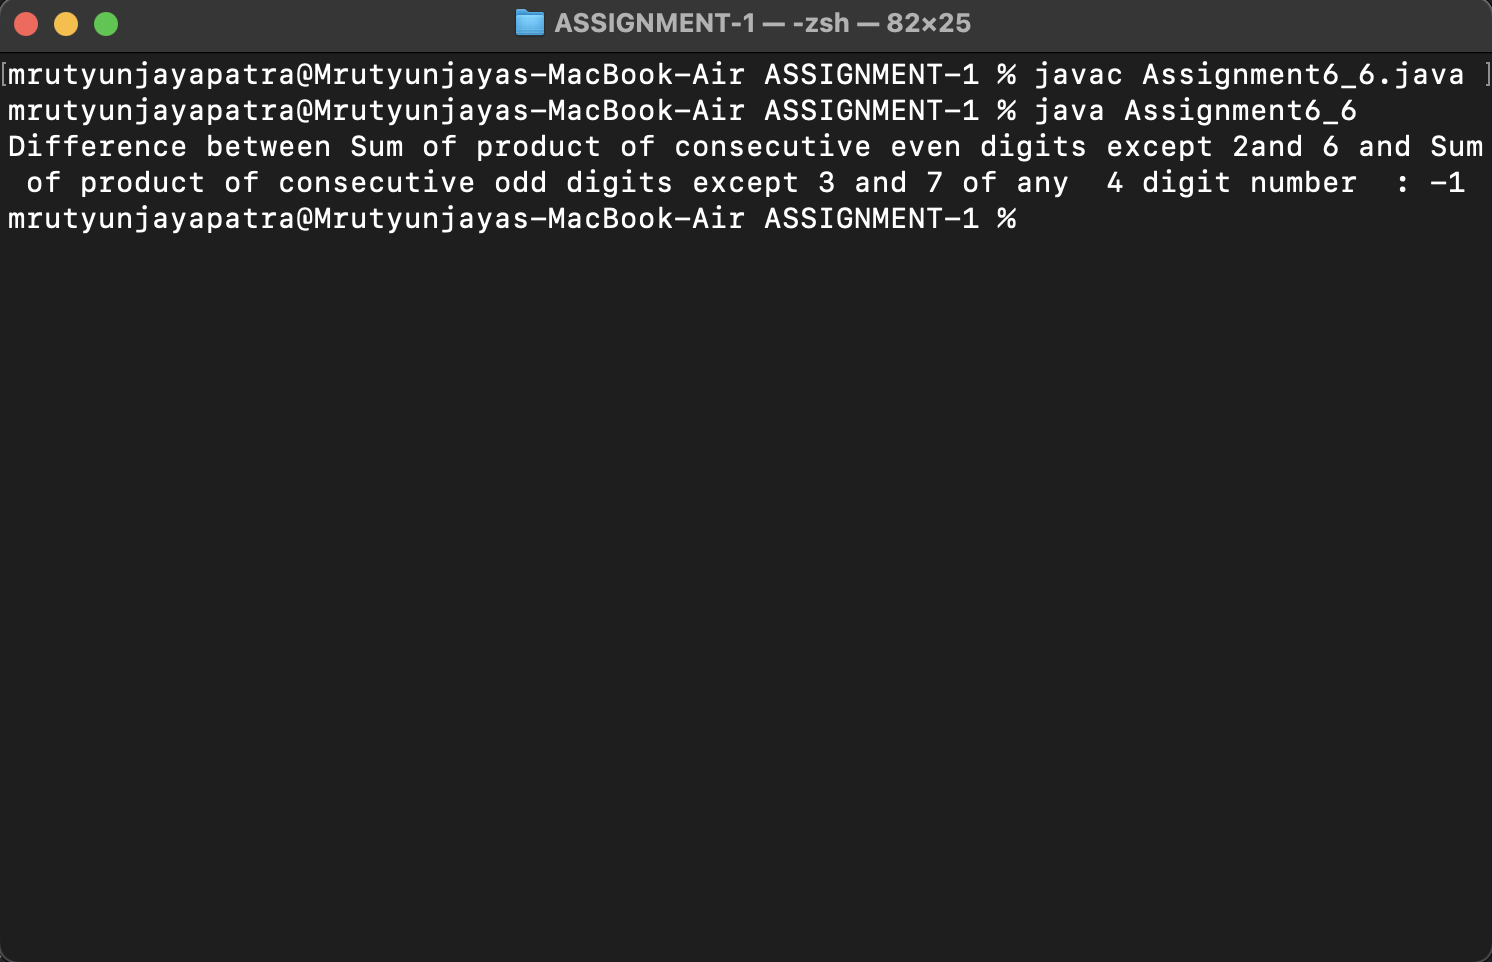 ASSIGNMENT-1 — -zsh — 82×25
[mrutyunjayapatra@Mrutyunjayas-MacBook-Air ASSIGNMENT-1 % javac Assignment6_6.java ]
mrutyunjayapatra@Mrutyunjayas-MacBook-Air ASSIGNMENT-1 % java Assignment6_6
Difference between Sum of product of consecutive even digits except 2and 6 and Sum
 of product of consecutive odd digits except 3 and 7 of any  4 digit number  : -1
mrutyunjayapatra@Mrutyunjayas-MacBook-Air ASSIGNMENT-1 %